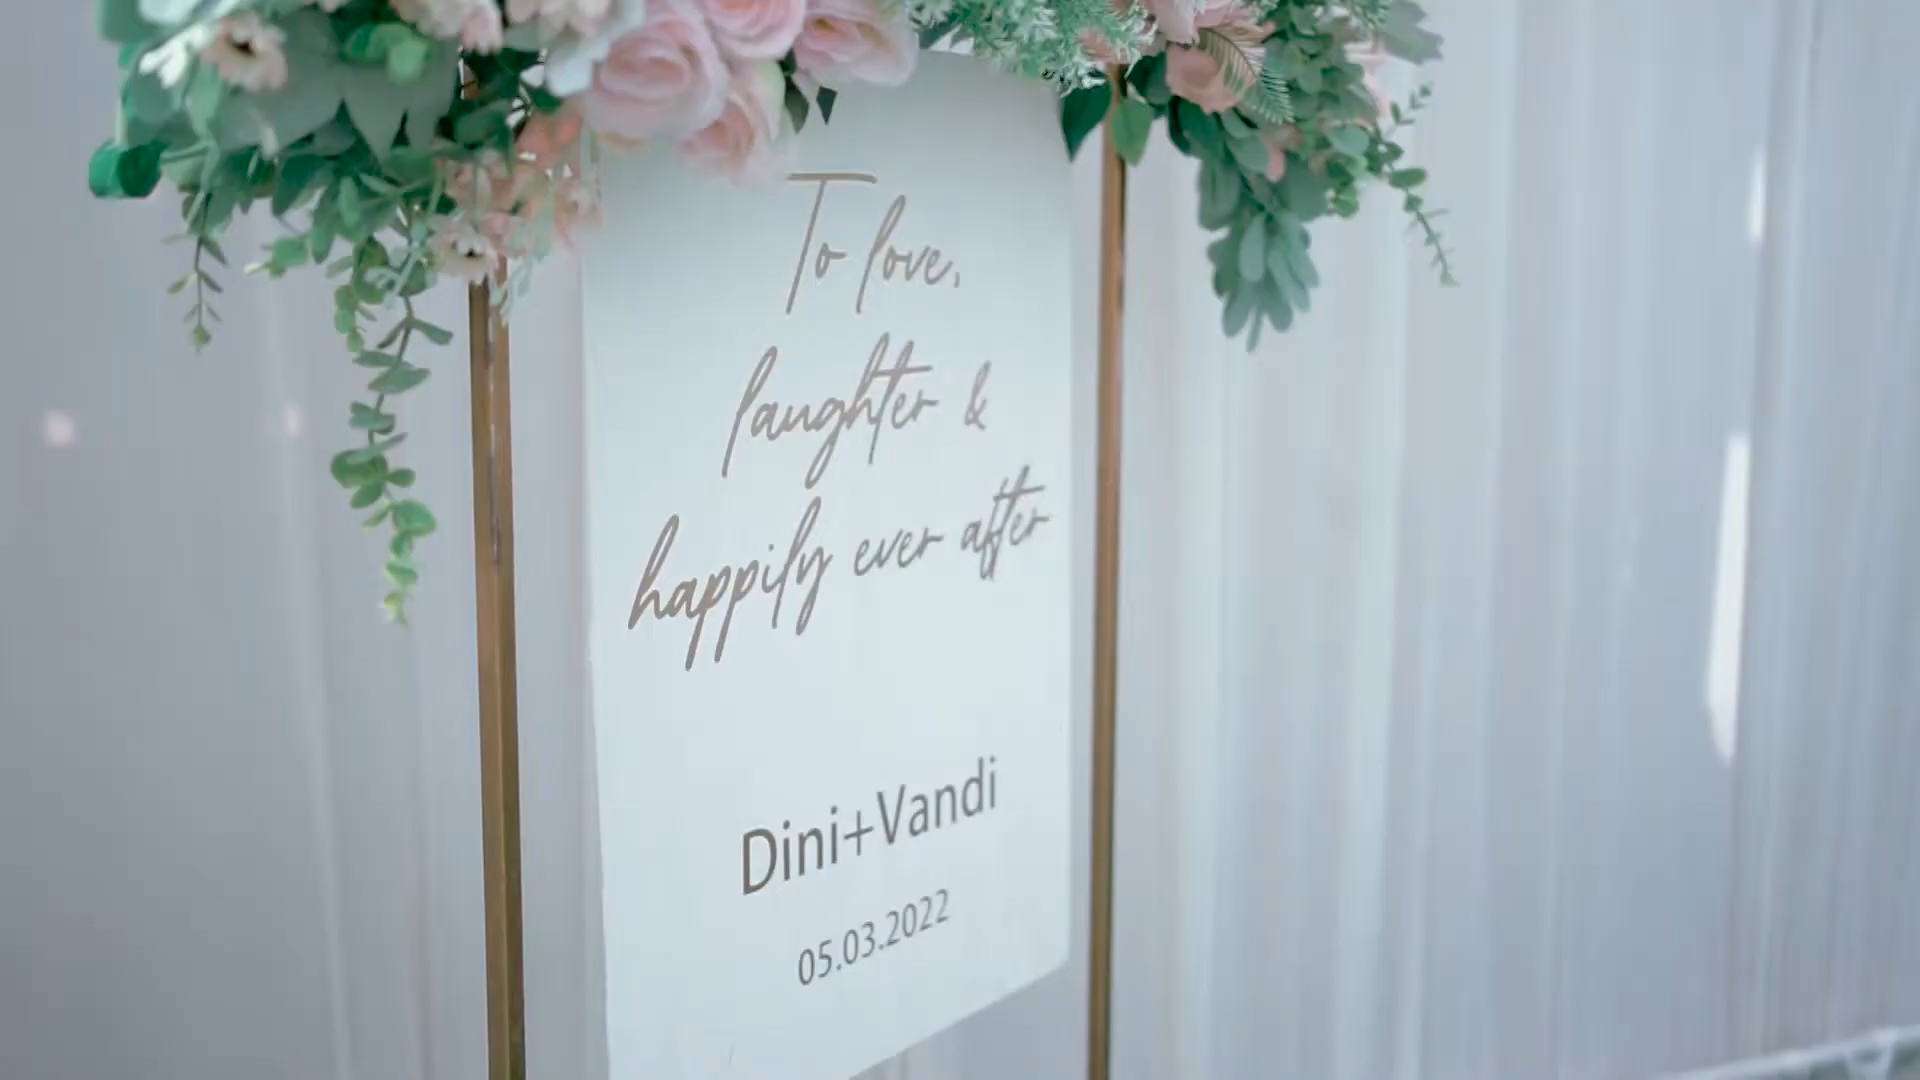 To love,
laughter &
happily ever after
Dini+Vandi
05.03.2022